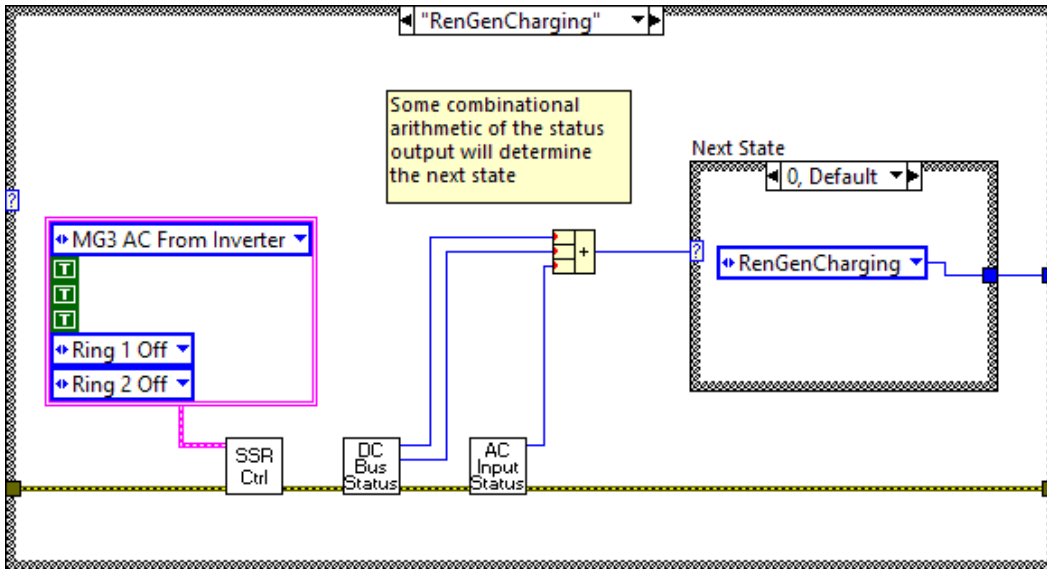 "RenGenCharging"
Some combinational
arithmetic of the status
output will determine
the next state
Next State
0, Default
?
MG3 AC From Inverter
T
T
T
Ring 1 Off
Ring 2 Off
+
?
RenGenCharging
SSR
Ctrl
DC
Bus
Status
AC
Input
Status